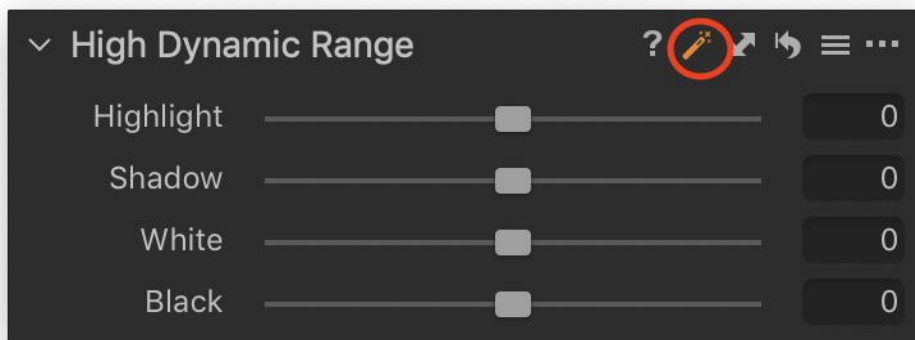 High Dynamic Range ?
Highlight 0
Shadow 0
White 0
Black 0